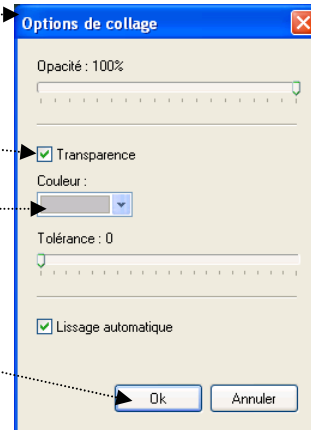 Options de collage
Opacité : 100%
Transparence
Couleur :
Tolérance : 0
Lissage automatique
Ok
Annuler